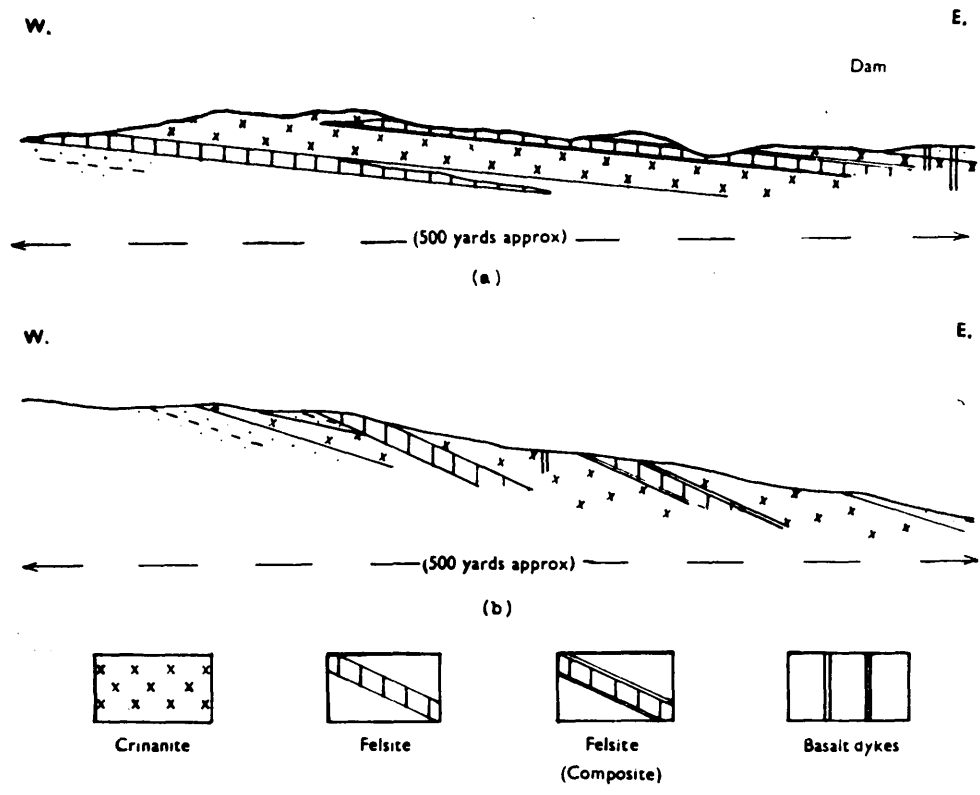 W.
E.
Dam
(500 yards approx)
(a)
W.
E.
(500 yards approx)
(b)
Crinanite
Felsite
Felsite
(Composite)
Basalt dykes